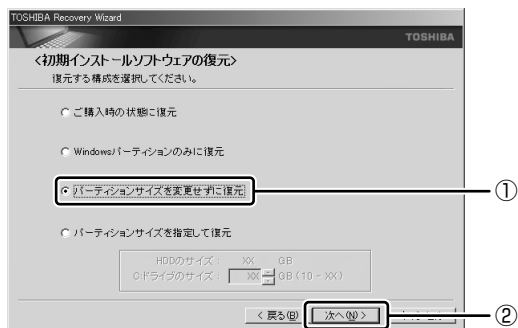 TOSHIBA Recovery Wizard
TOSHIBA
<初期インストールソフトウェアの復元>
復元する構成を選択してください。
ご購入時の状態に復元
Windowsパーティションのみに復元
パーティションサイズを変更せずに復元
①
パーティションサイズを指定して復元
HDDのサイズ： XX GB
C:ドライブのサイズ： XX GB (10 - XX)
< 戻る(B) 次へ(N) >
②